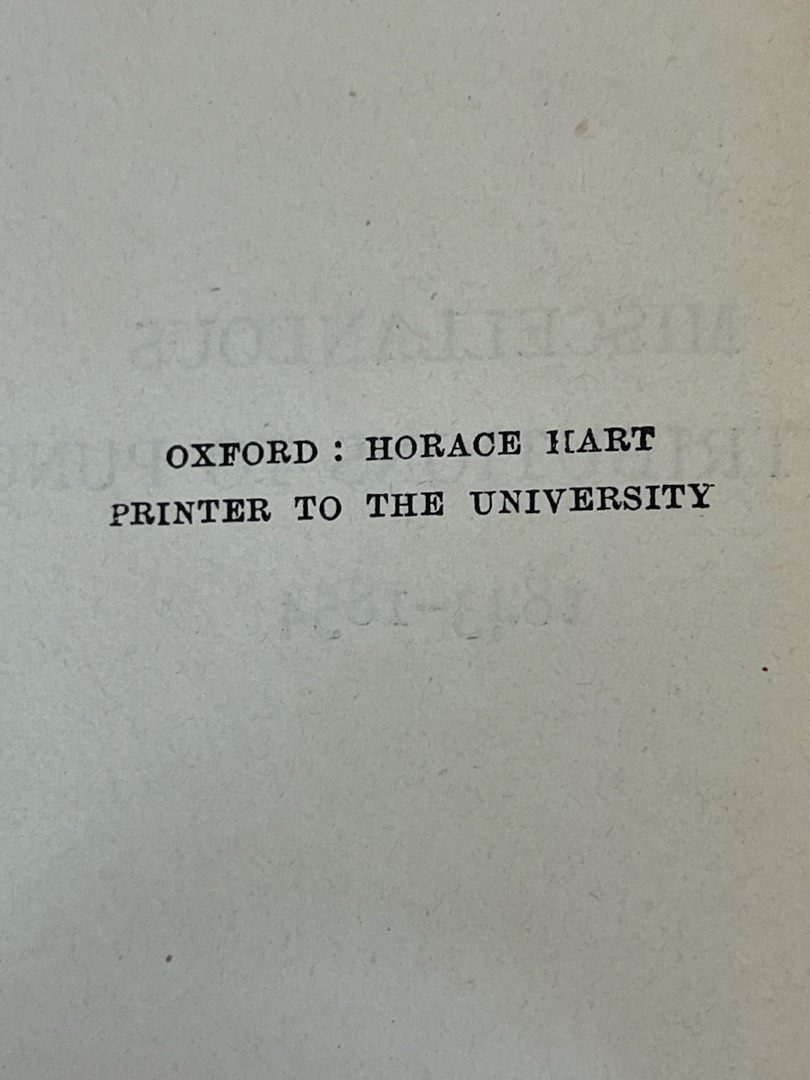 OXFORD : HORACE HART
PRINTER TO THE UNIVERSITY